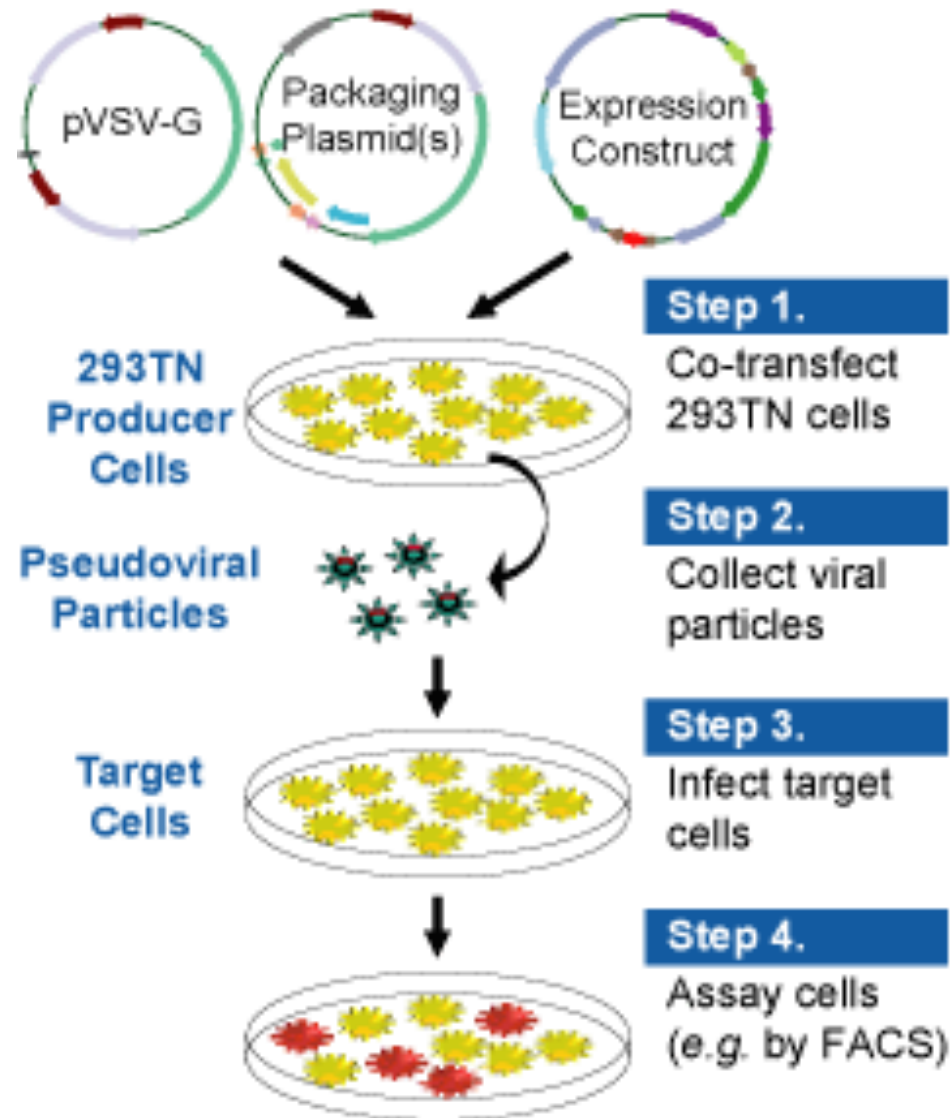 pVSV-G
Packaging
Plasmid(s)
Expression
Construct
293TN
Producer
Cells
Step 1.
Co-transfect
293TN cells
Pseudoviral
Particles
Step 2.
Collect viral
particles
Target
Cells
Step 3.
Infect target
cells
Step 4.
Assay cells
(e.g. by FACS)